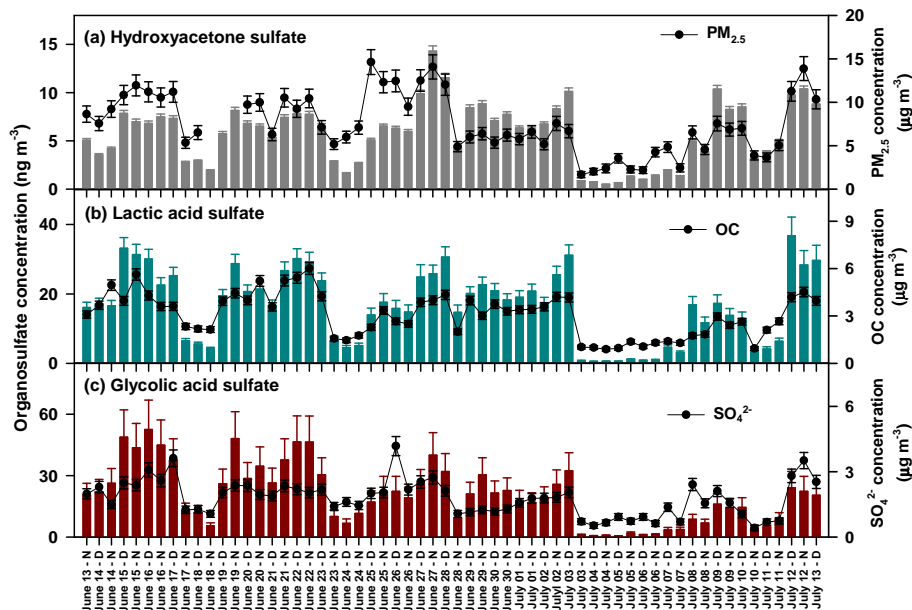 Organosulfate concentration (ng m-3)
15
10
5
0
(a) Hydroxyacetone sulfate
PM2.5
20
15
10
5
0
PM2.5 concentration
(µg m-3)
40
20
0
(b) Lactic acid sulfate
OC
9
6
3
0
OC concentration
(µg m-3)
60
30
0
(c) Glycolic acid sulfate
SO42-
6
3
0
SO42- concentration
(µg m-3)
June 13 - N
June 14 - D
June 14 - N
June 15 - D
June 15 - N
June 16 - D
June 16 - N
June 17 - D
June 17 - N
June 18 - D
June 18 - N
June 19 - D
June 19 - N
June 20 - D
June 20 - N
June 21 - D
June 21 - N
June 22 - D
June 22 - N
June 23 - D
June 23 - N
June 24 - D
June 24 - N
June 25 - D
June 25 - N
June 26 - D
June 26 - N
June 27 - D
June 27 - N
June 28 - D
June 28 - N
June 29 - D
June 29 - N
June 30 - D
June 30 - N
July 01 - D
July 01 - N
July 02 - D
July 02 - N
July 03 - D
July 03 - N
July 04 - D
July 04 - N
July 05 - D
July 05 - N
July 06 - D
July 06 - N
July 07 - D
July 07 - N
July 08 - D
July 08 - N
July 09 - D
July 09 - N
July 10 - D
July 10 - N
July 11 - D
July 11 - N
July 12 - D
July 12 - N
July 13 - D